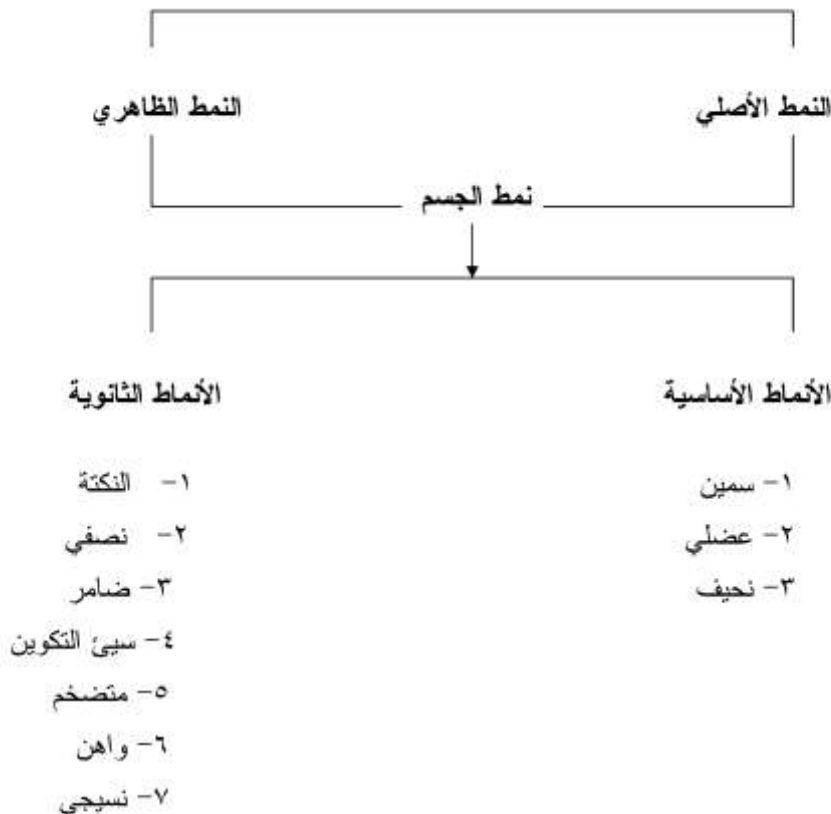 النمط الأصلي النمط الظاهري
نمط الجسم
الأنماط الأساسية الأنماط الثانوية
١- سمين ١- النكتة
٢- عضلي ٢- نصفي
٣- نحيف ٣- ضامر
٤- سيئ التكوين
٥- متضخم
٦- واهن
٧- نسيجي